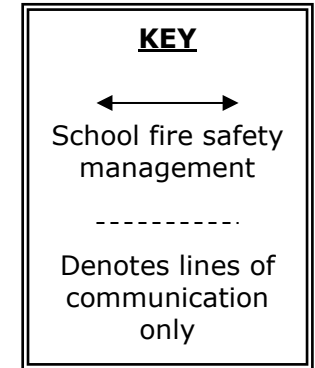 KEY
School fire safety
management
Denotes lines of
communication
only